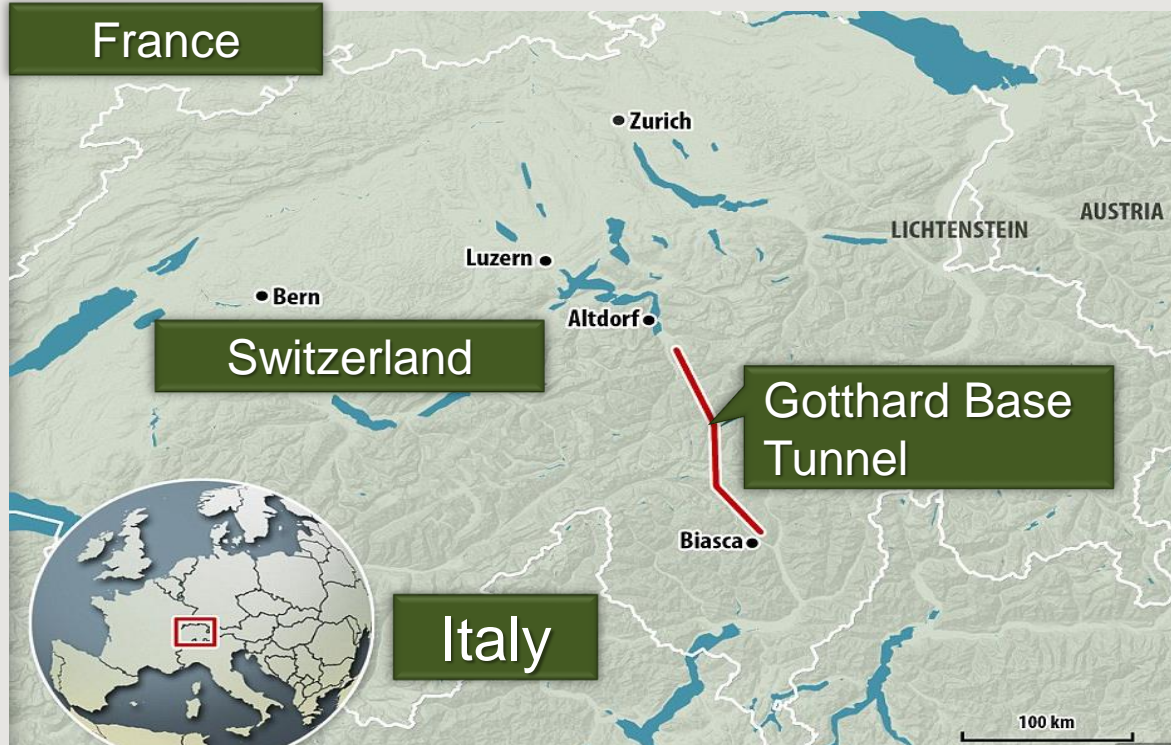 France
Zurich
AUSTRIA
LICHTENSTEIN
Luzern
Bern
Altdorf
Switzerland
Gotthard Base
Tunnel
Biasca
Italy
100 km